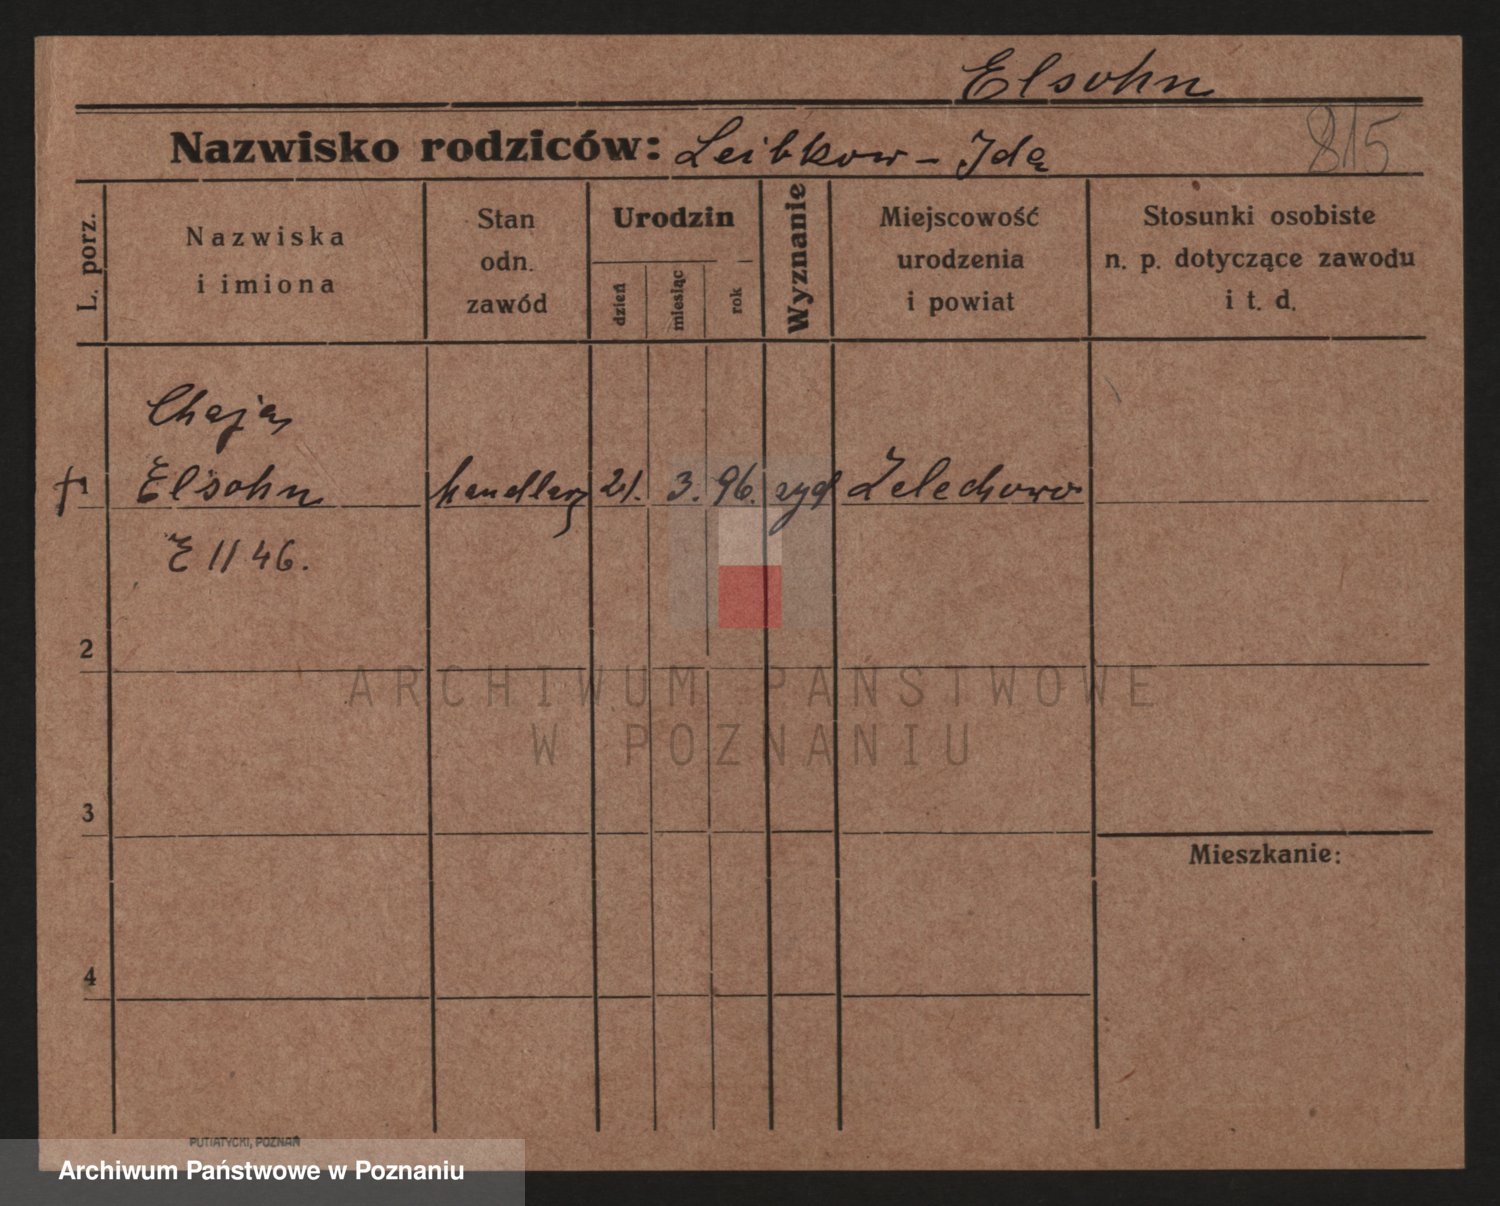 Elsohn
Nazwisko rodziców: Leibkow – Ida
815
L. porz.
Nazwiska
i imiona
Stan
odn.
zawód
Urodzin
dzień
miesiąc
rok
Wyznanie
Miejscowość
urodzenia
i powiat
Stosunki osobiste
n. p. dotyczące zawodu
i t. d.
Chaja
1 Elsohn handlarz 21. 3. 96. żyd Żelechowo
E II 46.
2
3
Mieszkanie:
4
PUTIATYCKI, POZNAŃ
ARCHIWUM PAŃSTWOWE
W POZNANIU
Archiwum Państwowe w Poznaniu